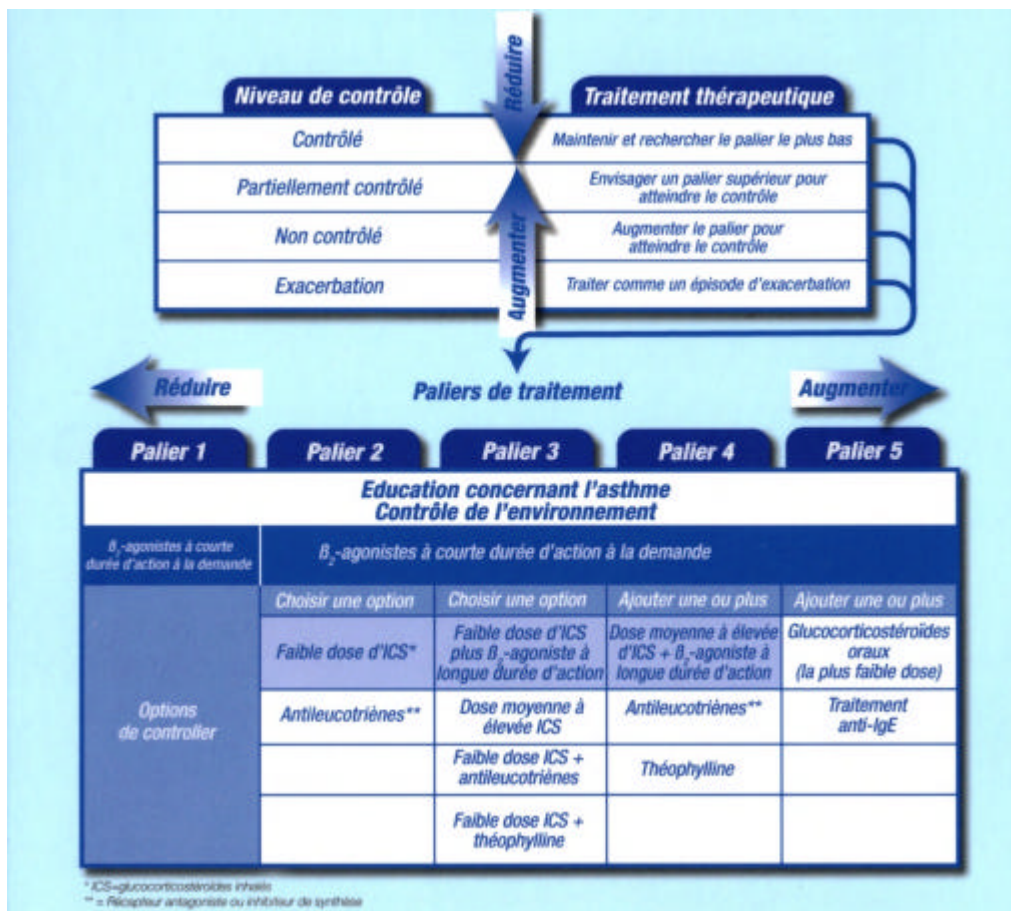 Réduire
Niveau de contrôle
Traitement thérapeutique
Contrôlé
Maintenir et rechercher le palier le plus bas
Partiellement contrôlé
Envisager un palier supérieur pour
atteindre le contrôle
Non contrôlé
Augmenter le palier pour
atteindre le contrôle
Exacerbation
Traiter comme un épisode d'exacerbation
Augmenter
Réduire
Paliers de traitement
Augmenter
Palier 1
Palier 2
Palier 3
Palier 4
Palier 5
Education concernant l'asthme
Contrôle de l'environnement
ß₂-agonistes à courte
durée d'action à la demande
ß₂-agonistes à courte durée d'action à la demande
Options
de controller
Choisir une option
Choisir une option
Ajouter une ou plus
Ajouter une ou plus
Faible dose d'ICS*
Faible dose d'ICS
plus ß₂-agoniste à
longue durée d'action
Dose moyenne à élevée
d'ICS + ß₂-agoniste à
longue durée d'action
Glucocorticostéroïdes
oraux
(la plus faible dose)
Antileucotriènes**
Dose moyenne à
élevée ICS
Antileucotriènes**
Traitement
anti-IgE
Faible dose ICS +
antileucotriènes
Théophylline
Faible dose ICS +
théophylline
* ICS=glucocorticostéroïdes inhalés
** = Récepteur antagoniste ou inhibiteur de synthèse